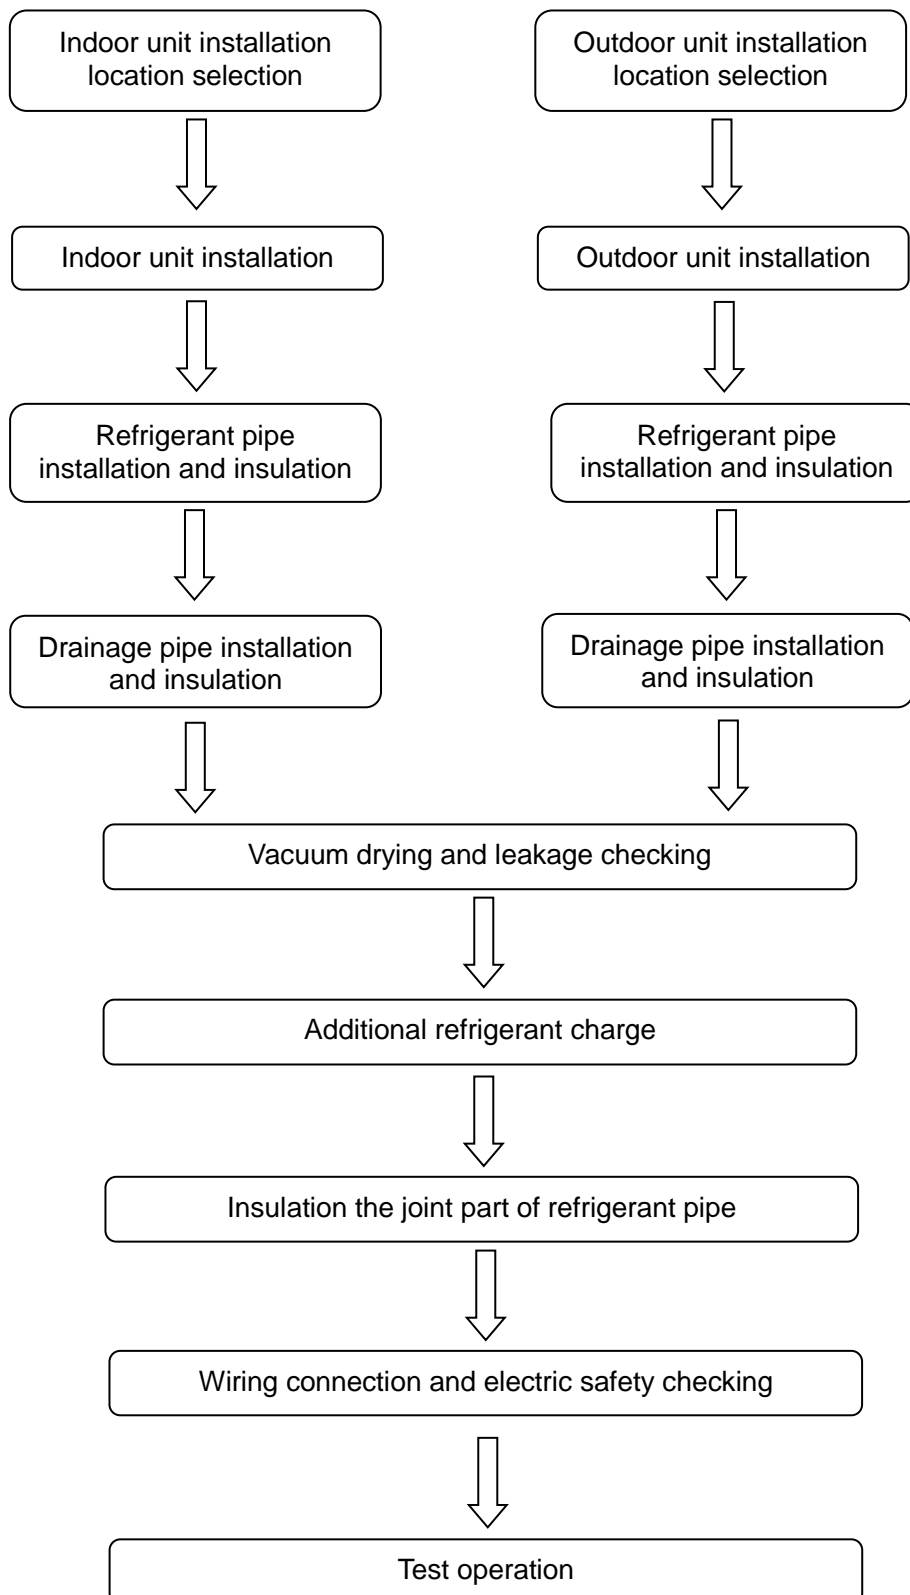 Indoor unit installation
location selection
Outdoor unit installation
location selection
Indoor unit installation
Outdoor unit installation
Refrigerant pipe
installation and insulation
Refrigerant pipe
installation and insulation
Drainage pipe installation
and insulation
Drainage pipe installation
and insulation
Vacuum drying and leakage checking
Additional refrigerant charge
Insulation the joint part of refrigerant pipe
Wiring connection and electric safety checking
Test operation